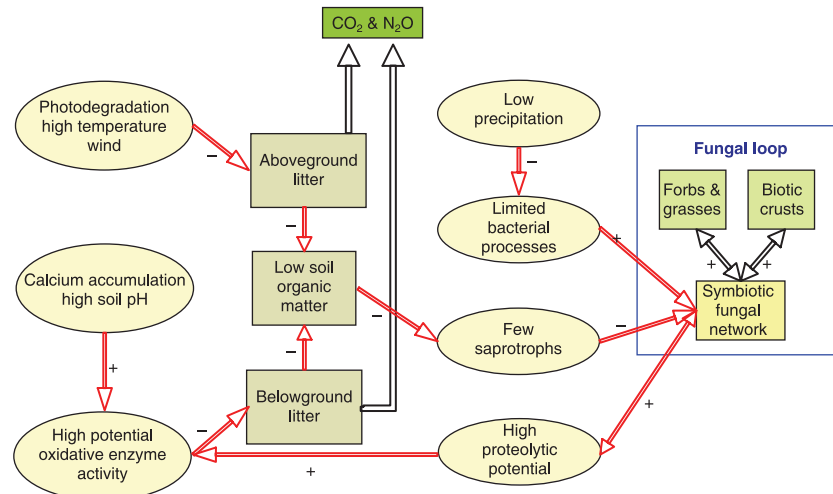 CO₂ & N₂O
Photodegradation
high temperature
wind
–
Aboveground
litter
Low
precipitation
–
Fungal loop
Forbs &
grasses
Biotic
crusts
Limited
bacterial
processes
+
+
+
–
Calcium accumulation
high soil pH
Low soil
organic
matter
–
Symbiotic
fungal
network
Few
saprotrophs
–
–
+
Belowground
litter
–
High potential
oxidative enzyme
activity
+
High
proteolytic
potential
+